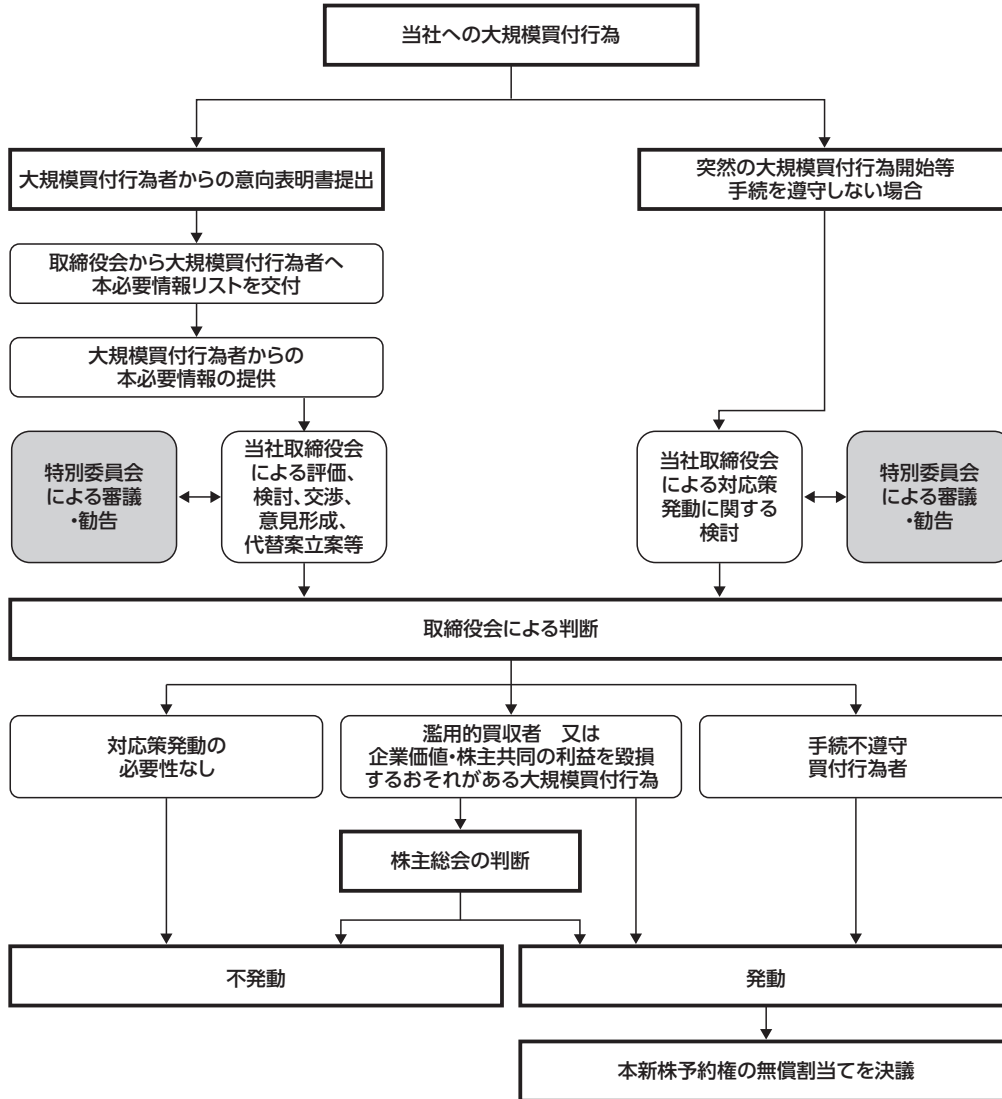 当社への大規模買付行為
大規模買付行為者からの意向表明書提出
突然の大規模買付行為開始等
手続を遵守しない場合
取締役会から大規模買付行為者へ
本必要情報リストを交付
大規模買付行為者からの
本必要情報の提供
特別委員会
による審議
・勧告
当社取締役会
による評価、
検討、交渉、
意見形成、
代替案立案等
当社取締役会
による対応策
発動に関する
検討
特別委員会
による審議
・勧告
取締役会による判断
対応策発動の
必要性なし
濫用的買収者　又は
企業価値・株主共同の利益を毀損
するおそれがある大規模買付行為
手続不遵守
買付行為者
株主総会の判断
不発動
発動
本新株予約権の無償割当てを決議